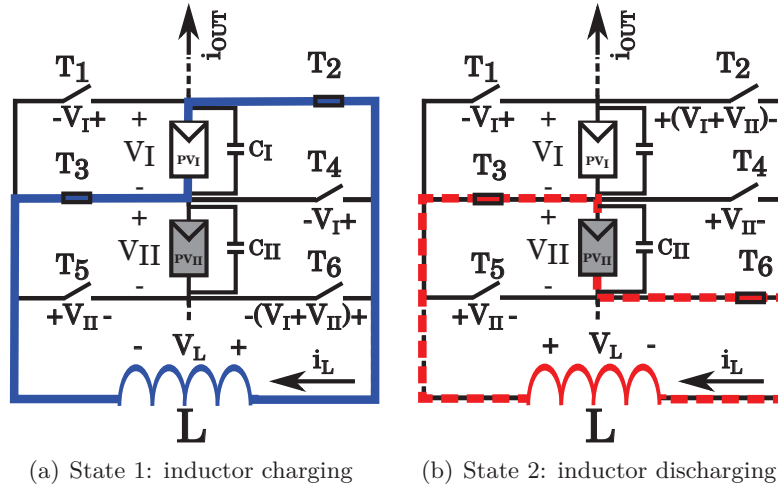 iOUT
T1
T2
-VI+
+
VI
-
PVI
CI
T3
T4
-VI+
+
VII
-
PVII
CII
T5
T6
+VII-
-(VI+VII)+
- VL +
iL
L
(a) State 1: inductor charging
iOUT
T1
T2
-VI+
+(VI+VII)-
+
VI
-
PVI
CI
T3
T4
+VII-
+
VII
-
PVII
CII
T5
T6
+VII-
+ VL -
iL
L
(b) State 2: inductor discharging